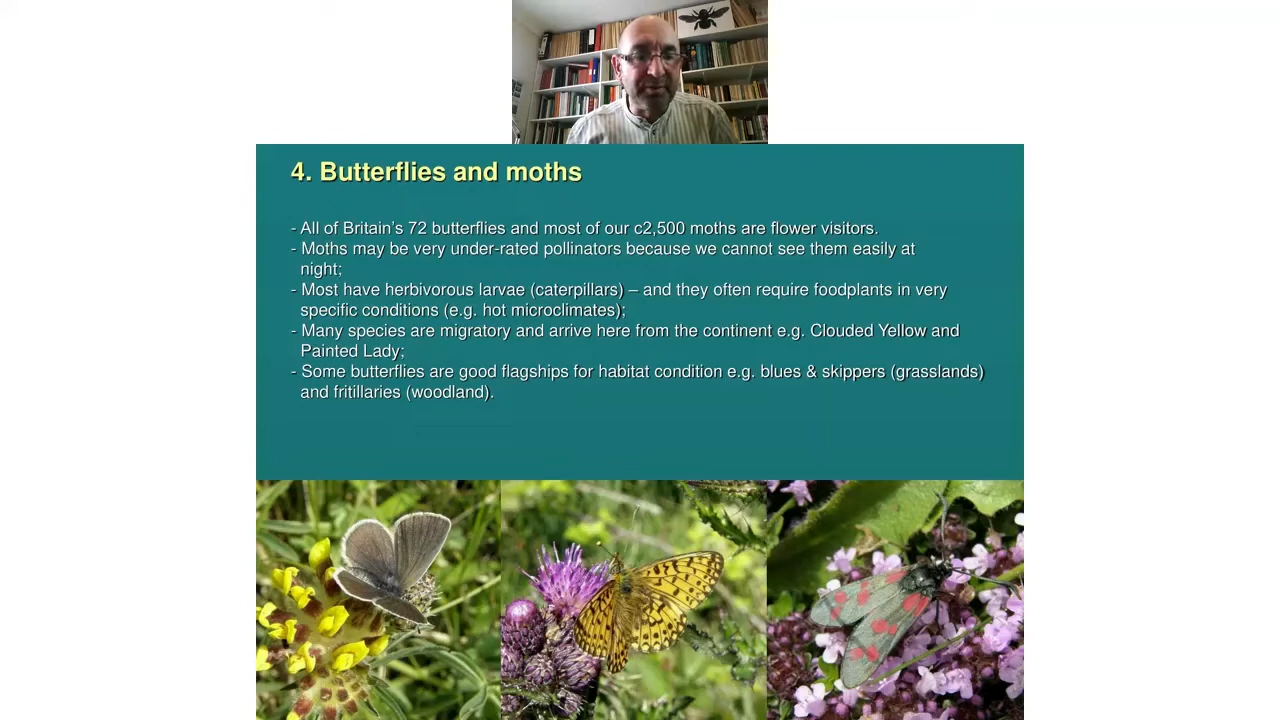 4. Butterflies and moths
- All of Britain's 72 butterflies and most of our c2,500 moths are flower visitors.
- Moths may be very under-rated pollinators because we cannot see them easily at
night;
- Most have herbivorous larvae (caterpillars) – and they often require foodplants in very
specific conditions (e.g. hot microclimates);
- Many species are migratory and arrive here from the continent e.g. Clouded Yellow and
Painted Lady;
- Some butterflies are good flagships for habitat condition e.g. blues & skippers (grasslands)
and fritillaries (woodland).